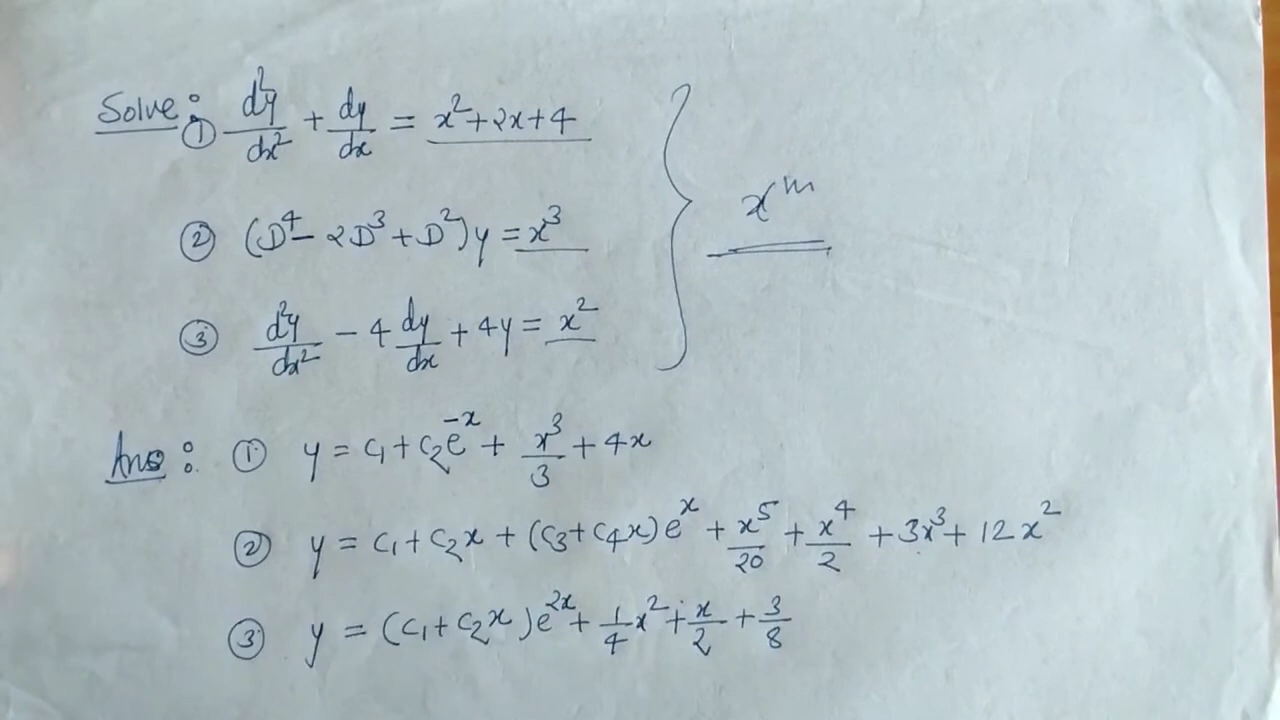 Solve: ① d²y/dx² + dy/dx = x²+2x+4
② (D⁴ - 2D³ + D²)y = x³
③ d²y/dx² - 4 dy/dx + 4y = x²
xᵐ
Ans: ① y = c₁ + c₂e⁻ˣ + x³/3 + 4x
② y = c₁ + c₂x + (c₃ + c₄x)eˣ + x⁵/20 + x⁴/2 + 3x³ + 12x²
③ y = (c₁ + c₂x)e²ˣ + 1/4 x² + x/2 + 3/8